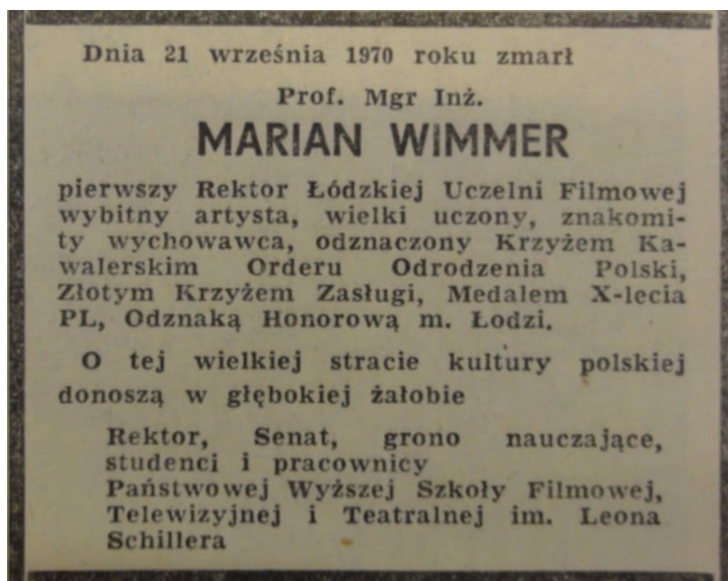 Dnia 21 września 1970 roku zmarł
Prof. Mgr Inż.
MARIAN WIMMER
pierwszy Rektor Łódzkiej Uczelni Filmowej
wybitny artysta, wielki uczony, znakomi-
ty wychowawca, odznaczony Krzyżem Ka-
walerskim Orderu Odrodzenia Polski,
Złotym Krzyżem Zasługi, Medalem X-lecia
PL, Odznaką Honorową m. Łodzi.
O tej wielkiej stracie kultury polskiej
donoszą w głębokiej żałobie
Rektor, Senat, grono nauczające,
studenci i pracownicy
Państwowej Wyższej Szkoły Filmowej,
Telewizyjnej i Teatralnej im. Leona
Schillera